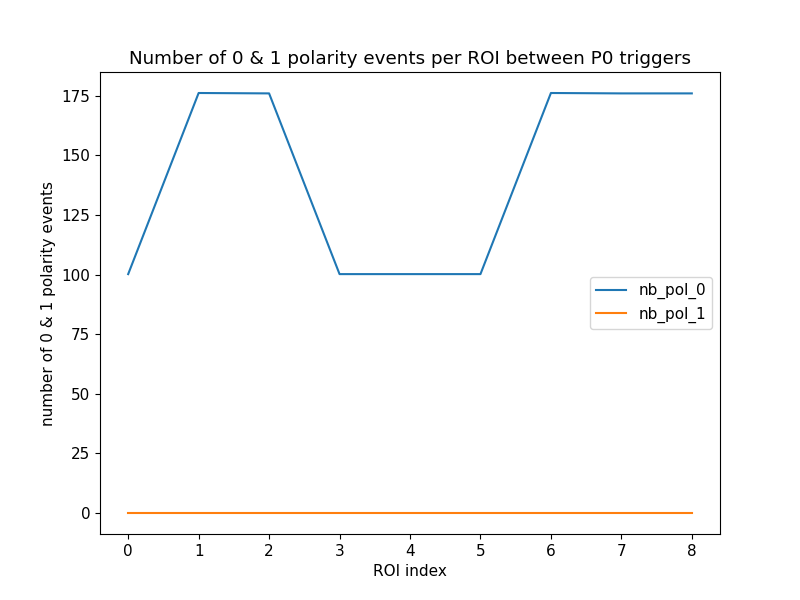 Number of 0 & 1 polarity events per ROI between P0 triggers
175
150
125
100
75
50
25
0
number of 0 & 1 polarity events
nb_pol_0
nb_pol_1
0 1 2 3 4 5 6 7 8
ROI index